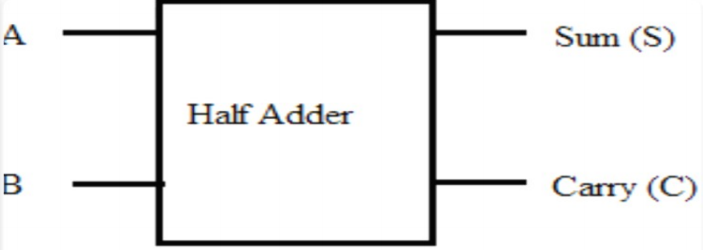 A
Sum (S)
Half Adder
B
Carry (C)